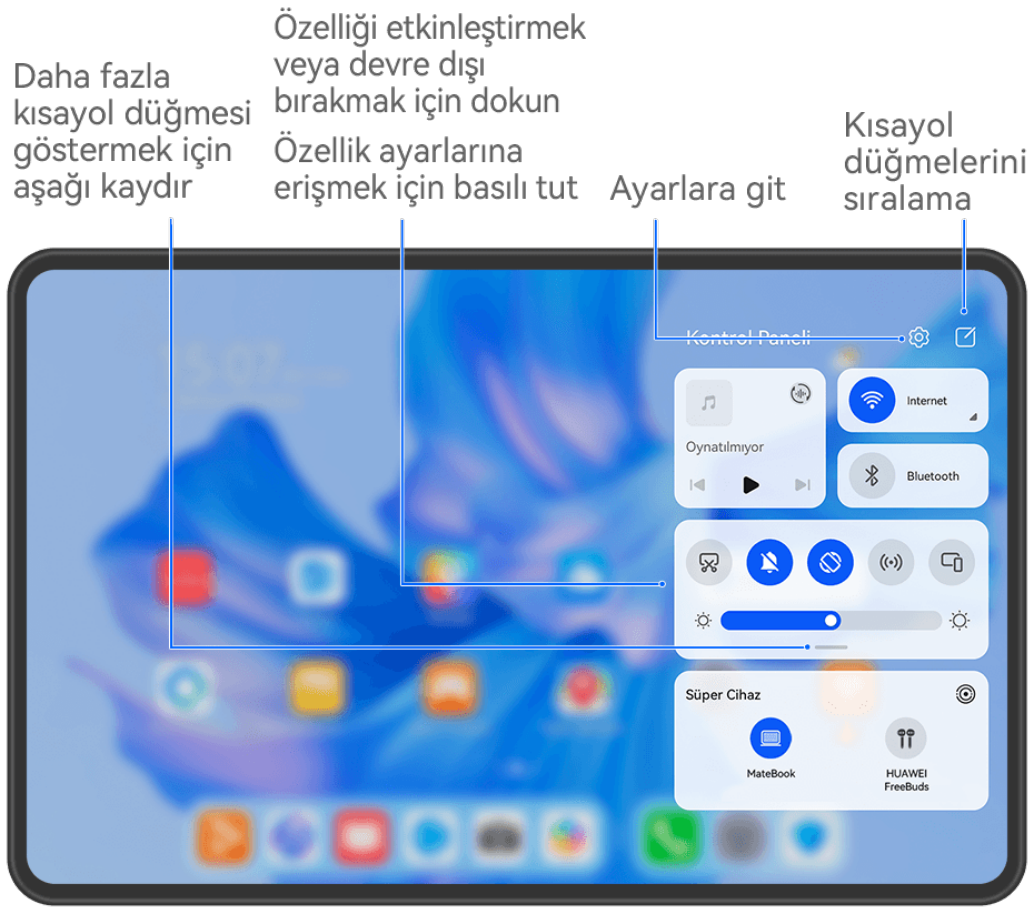 Özelliği etkinleştirmek
veya devre dışı
bırakmak için dokun
Daha fazla
kısayol düğmesi
göstermek için
aşağı kaydır
Özellik ayarlarına
erişmek için basılı tut
Ayarlara git
Kısayol
düğmelerini
sıralama
Kontrol Paneli
Oynatılmıyor
Internet
Bluetooth
Süper Cihaz
MateBook
HUAWEI
FreeBuds